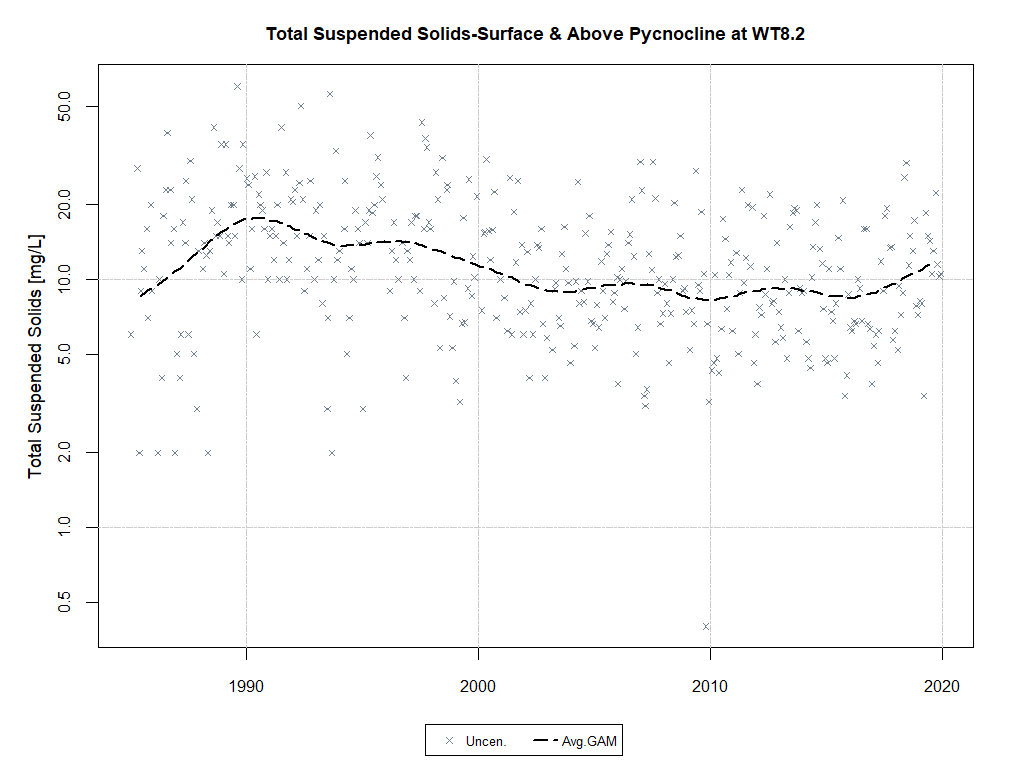 Total Suspended Solids-Surface & Above Pycnocline at WT8.2
Total Suspended Solids [mg/L]
50.0
20.0
10.0
5.0
2.0
1.0
0.5
1990 2000 2010 2020
Uncen. Avg.GAM